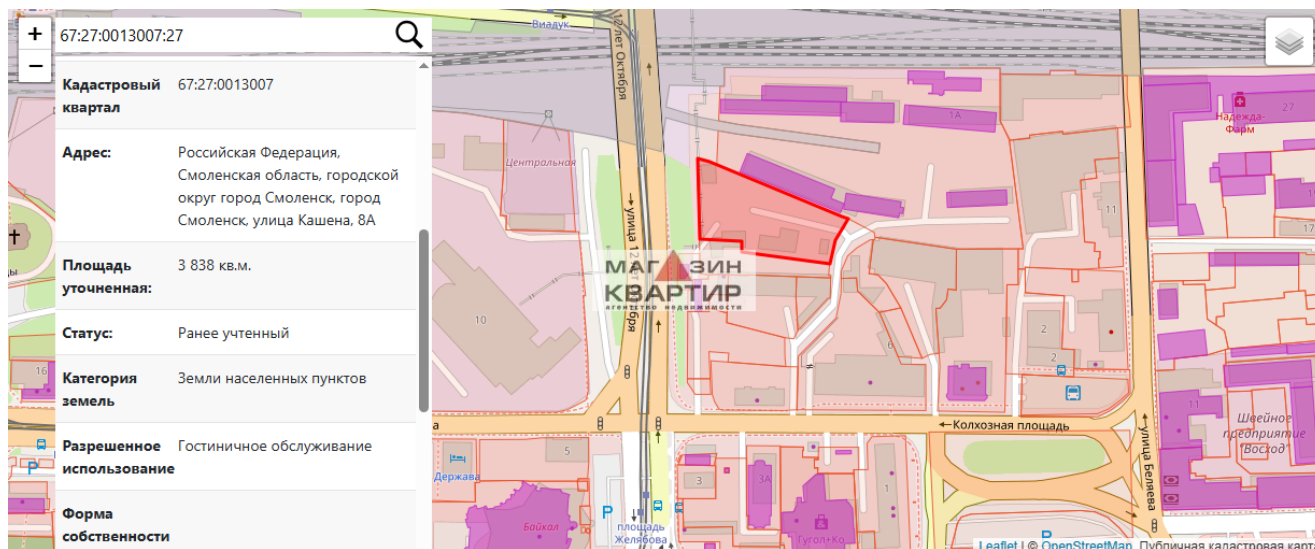 +
−
67:27:0013007:27
Кадастровый
квартал
67:27:0013007
Адрес:
Российская Федерация,
Смоленская область, городской
округ город Смоленск, город
Смоленск, улица Кашена, 8А
Площадь
уточненная:
3 838 кв.м.
Статус:
Ранее учтенный
Категория
земель
Земли населенных пунктов
Разрешенное
использование
Гостиничное обслуживание
Форма
собственности
Виадук
12 лет Октября
1А
27
Надежда-
Фарм
Центральная
11
17
улица 12
Октября
МАГАЗИН
КВАРТИР
агентство недвижимости
10
16
6
2
2
11
Колхозная площадь
улица Беляева
Швейное
предприятие
"Восход"
а
5
Держава
P
P
P
3
3А
1
Байкал
площадь
Желябова
Тугол+Ко
Leaflet | © OpenStreetMap, Публичная кадастровая кар